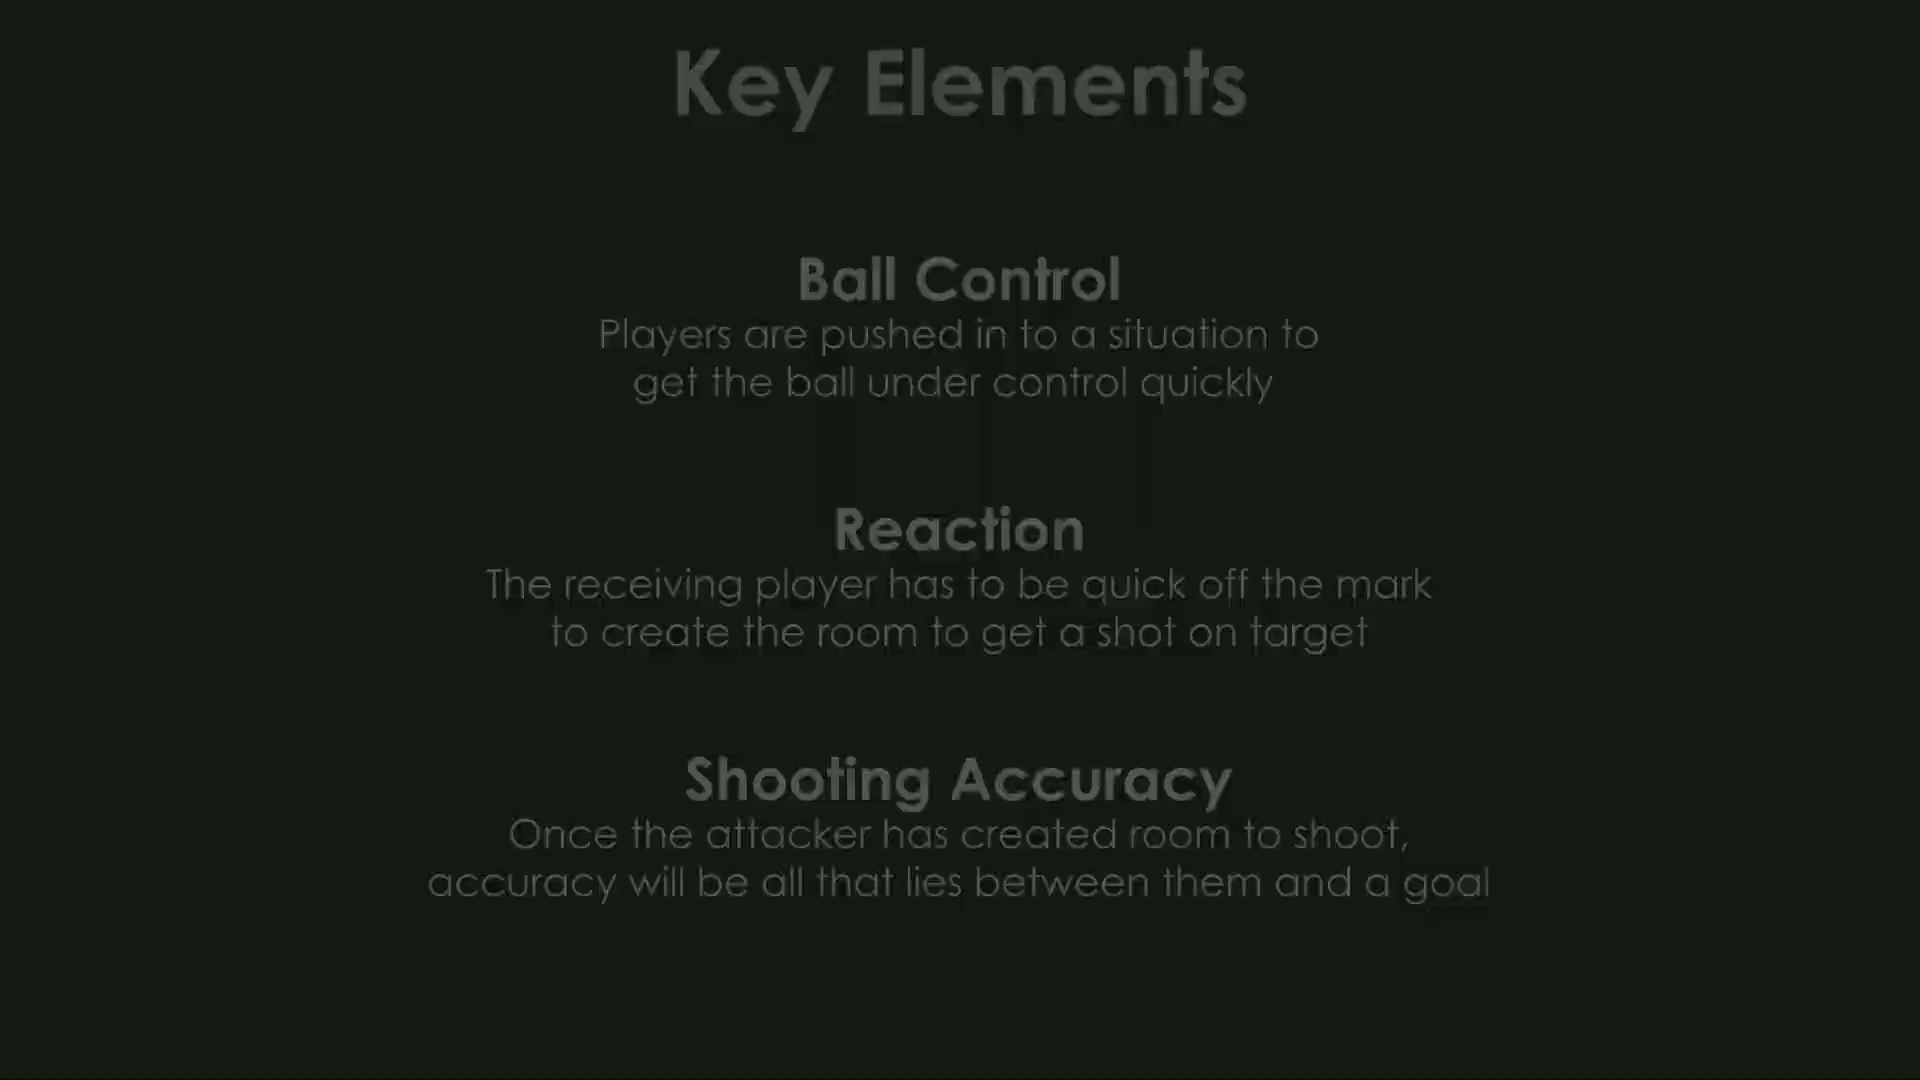 Key Elements
Ball Control
Players are pushed in to a situation to
get the ball under control quickly
Reaction
The receiving player has to be quick off the mark
to create the room to get a shot on target
Shooting Accuracy
Once the attacker has created room to shoot,
accuracy will be all that lies between them and a goal